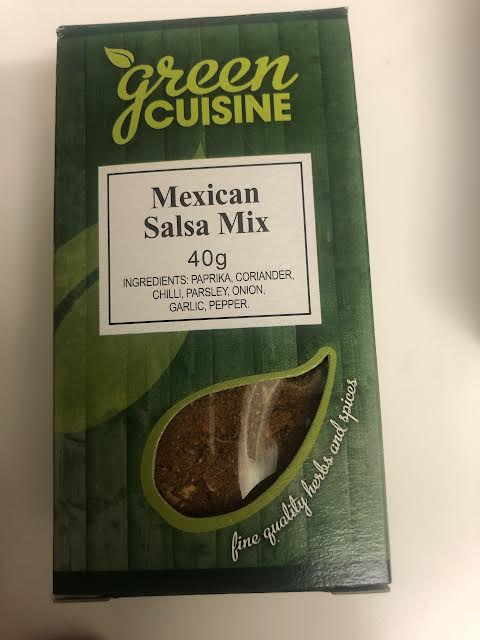 green
CUISINE
Mexican
Salsa Mix
40g
INGREDIENTS: PAPRIKA, CORIANDER,
CHILLI, PARSLEY, ONION,
GARLIC, PEPPER.
fine quality herbs and spices